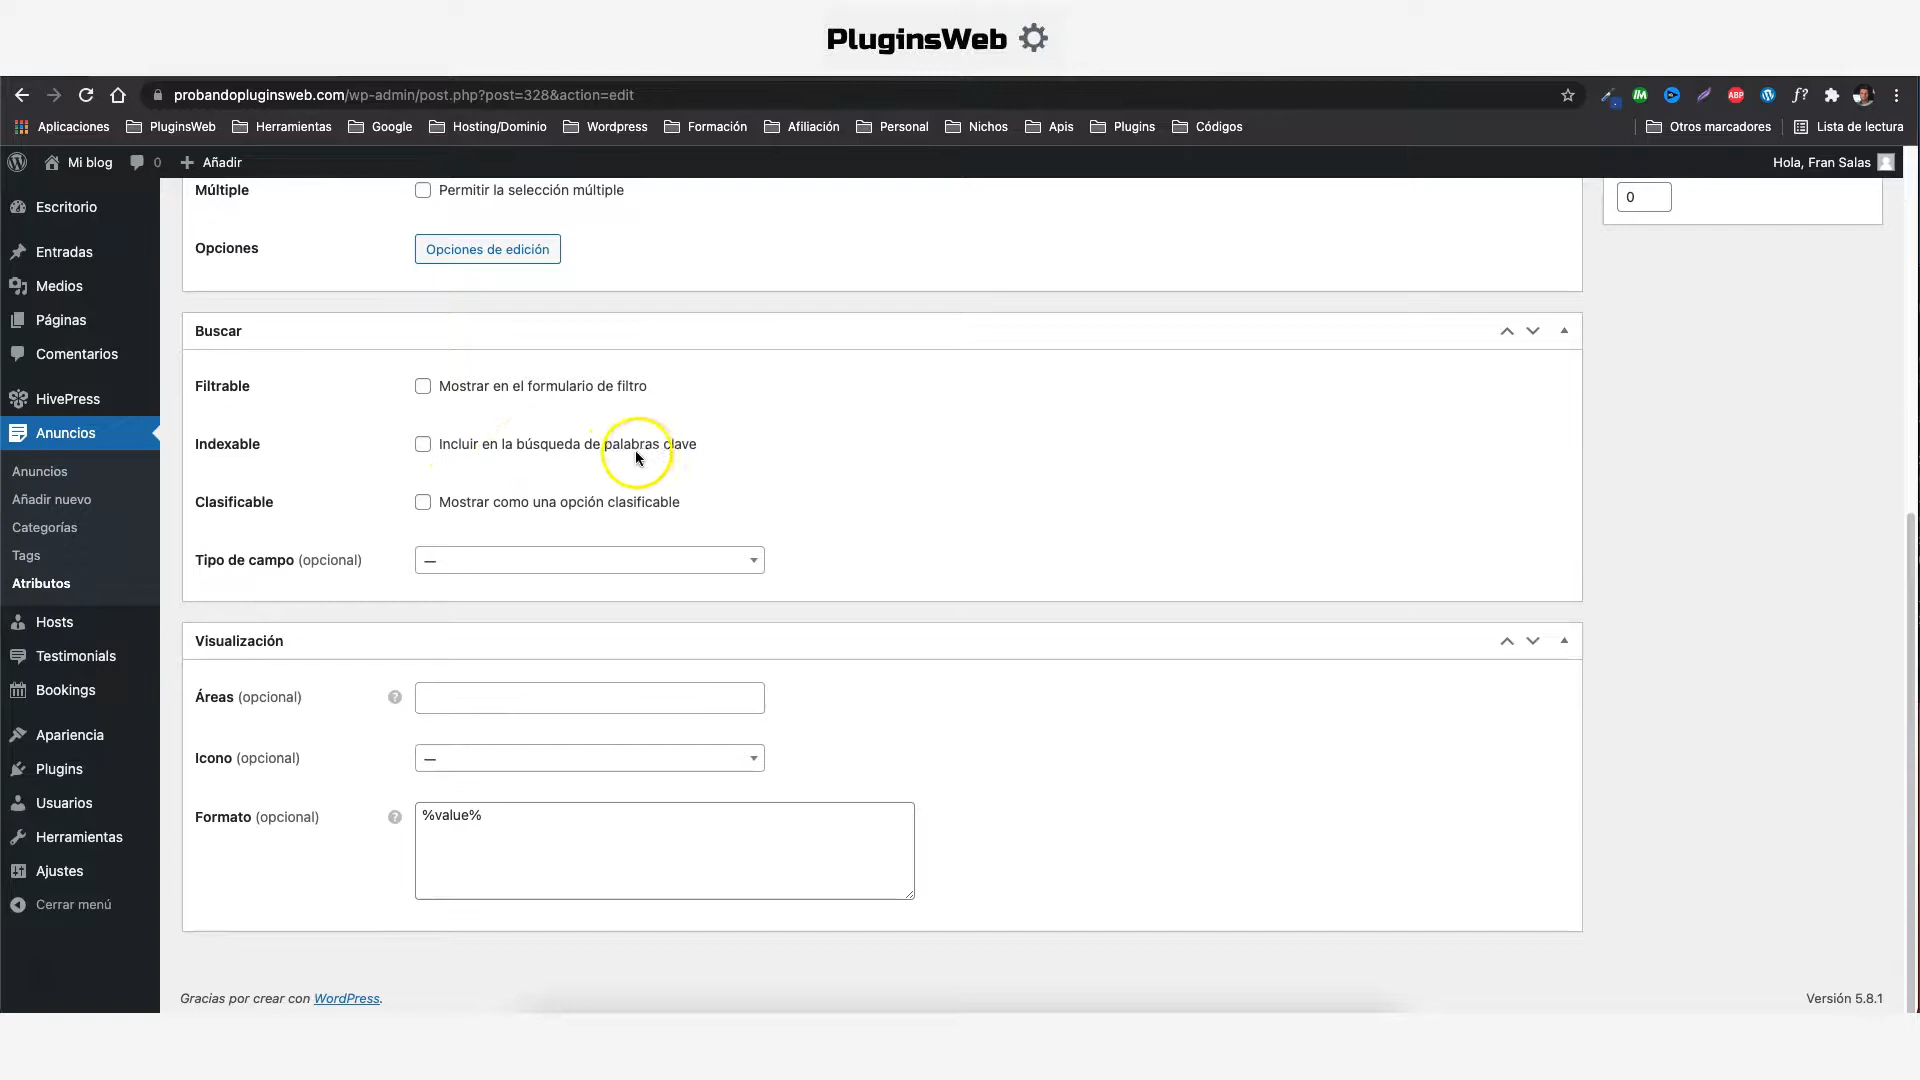 PluginsWeb
probandopluginsweb.com/wp-admin/post.php?post=328&action=edit
Aplicaciones PluginsWeb Herramientas Google Hosting/Dominio Wordpress Formación Afiliación Personal Nichos Apis Plugins Códigos Otros marcadores Lista de lectura
Mi blog 0 Añadir Hola, Fran Salas
Escritorio
Entradas
Medios
Páginas
Comentarios
HivePress
Anuncios
Anuncios
Añadir nuevo
Categorías
Tags
Atributos
Hosts
Testimonials
Bookings
Apariencia
Plugins
Usuarios
Herramientas
Ajustes
Cerrar menú
Múltiple Permitir la selección múltiple
0
Opciones Opciones de edición
Buscar
Filtrable Mostrar en el formulario de filtro
Indexable Incluir en la búsqueda de palabras clave
Clasificable Mostrar como una opción clasificable
Tipo de campo (opcional) —
Visualización
Áreas (opcional) ?
Icono (opcional) —
Formato (opcional) ? %value%
Gracias por crear con WordPress.
Versión 5.8.1
IM
ABP
f?